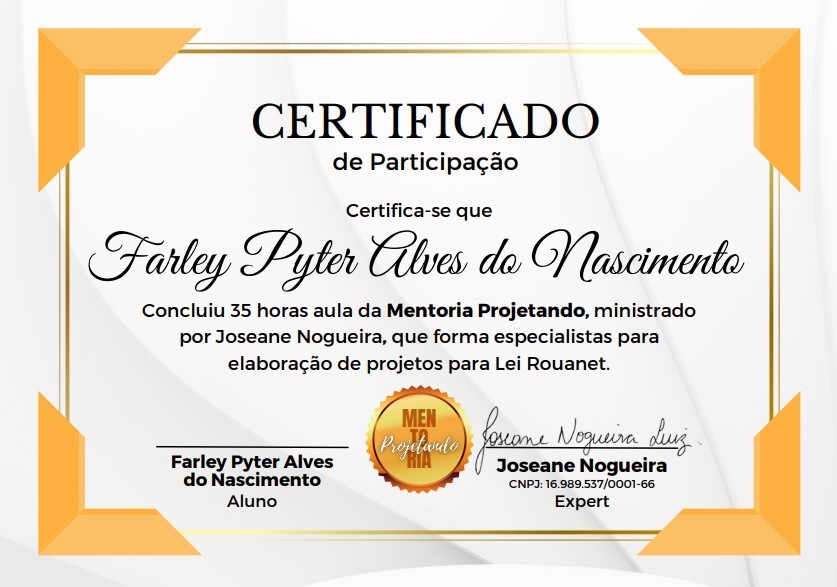 CERTIFICADO
de Participação
Certifica-se que
Farley Pyter Alves do Nascimento
Concluiu 35 horas aula da Mentoria Projetando, ministrado
por Joseane Nogueira, que forma especialistas para
elaboração de projetos para Lei Rouanet.
MEN
TO
Projetando
RIA
Joseane Nogueira Luiz
Farley Pyter Alves
do Nascimento
Aluno
Joseane Nogueira
CNPJ: 16.989.537/0001-66
Expert